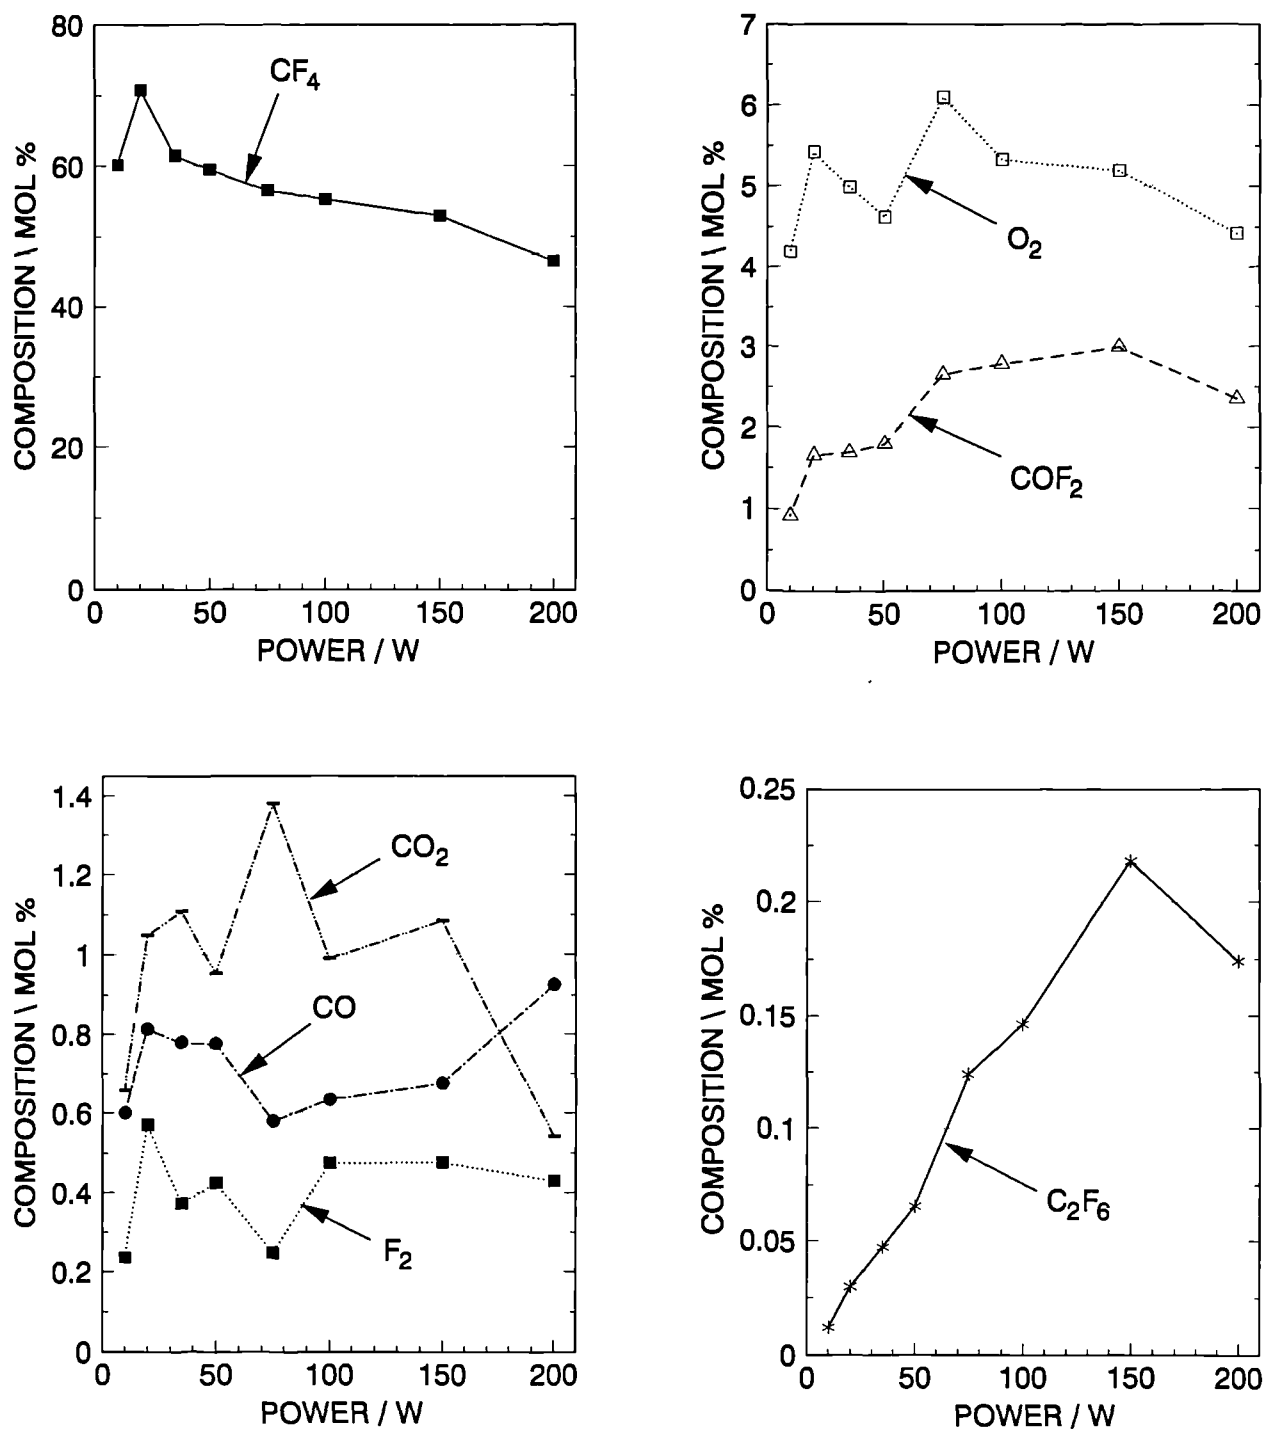 80
60
40
20
0
0 50 100 150 200
COMPOSITION \ MOL %
POWER / W
CF4
7
6
5
4
3
2
1
0
0 50 100 150 200
COMPOSITION \ MOL %
POWER / W
O2
COF2
1.4
1.2
1
0.8
0.6
0.4
0.2
0
0 50 100 150 200
COMPOSITION \ MOL %
POWER / W
CO2
CO
F2
0.25
0.2
0.15
0.1
0.05
0
0 50 100 150 200
COMPOSITION \ MOL %
POWER / W
C2F6